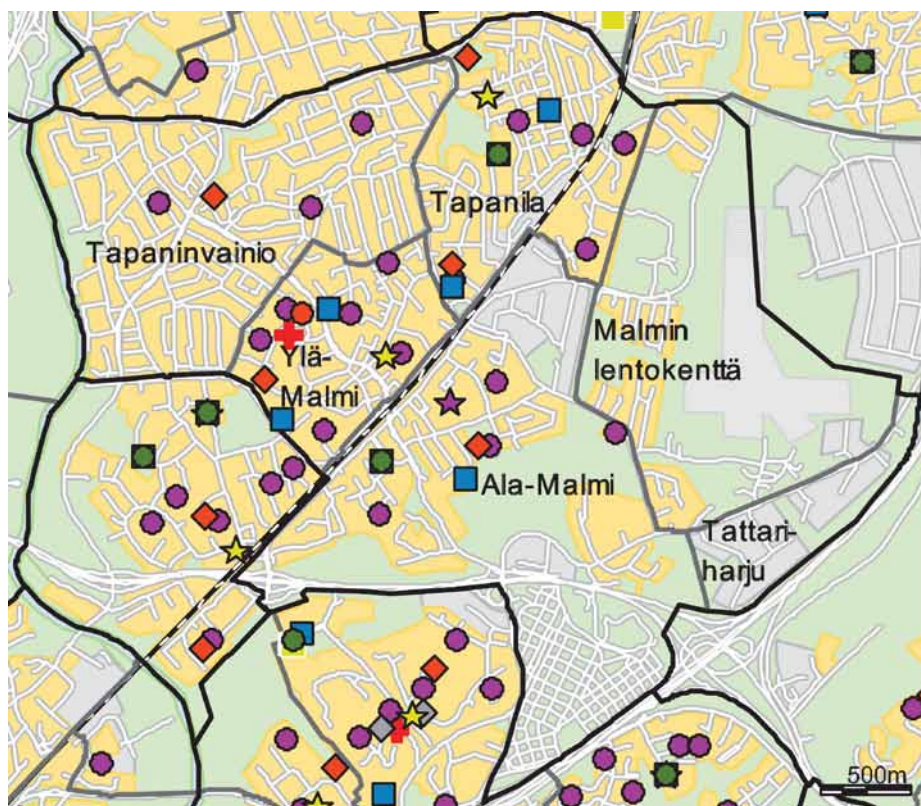 Tapanila
Tapaninvainio
Malmin
lentokenttä
Ylä-
Malmi
Ala-Malmi
Tattari-
harju
500m